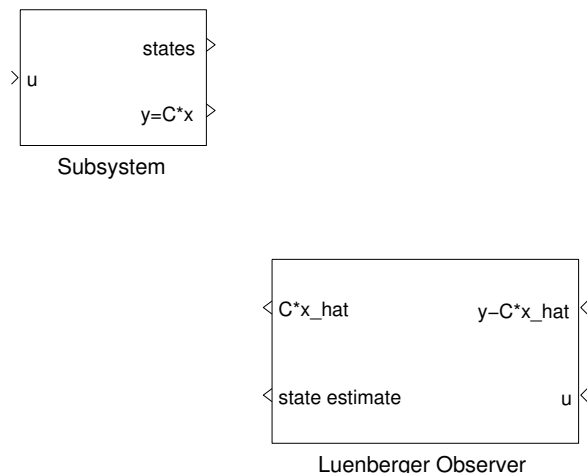 states
u
y=C*x
Subsystem
C*x_hat
y−C*x_hat
state estimate
u
Luenberger Observer